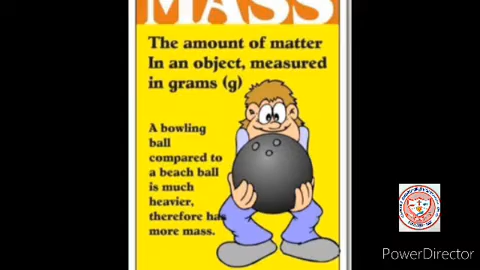 MASS
The amount of matter
In an object, measured
in grams (g)
A bowling
ball
compared to
a beach ball
is much
heavier,
therefore has
more mass.
PowerDirector